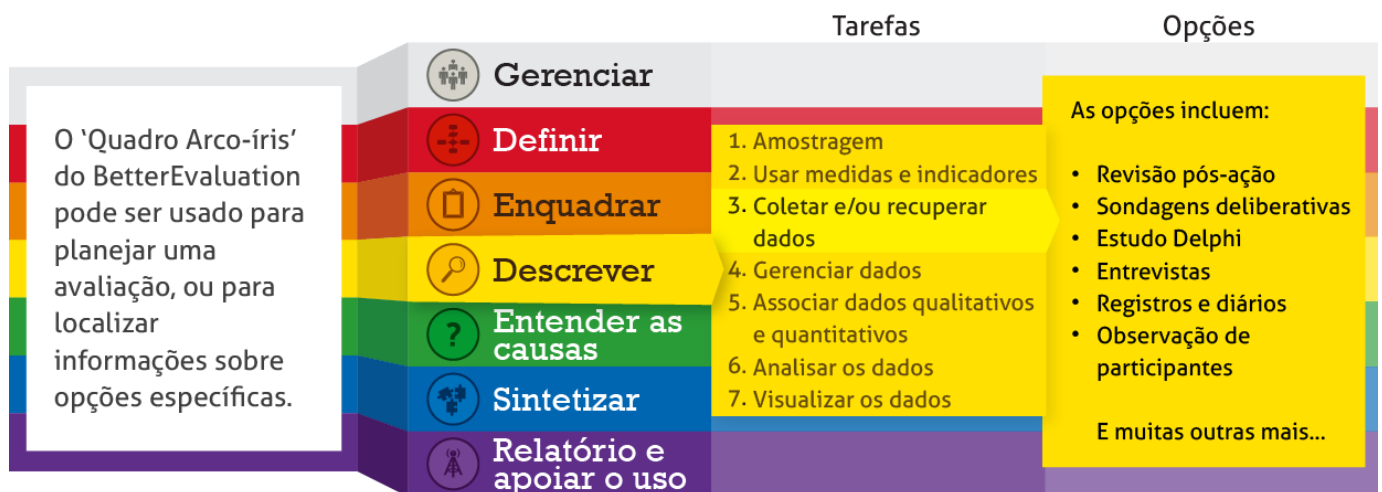 Tarefas
Opções
O ‘Quadro Arco-íris’
do BetterEvaluation
pode ser usado para
planejar uma
avaliação, ou para
localizar
informações sobre
opções específicas.
Gerenciar
Definir
Enquadrar
Descrever
Entender as
causas
Sintetizar
Relatório e
apoiar o uso
1. Amostragem
2. Usar medidas e indicadores
3. Coletar e/ou recuperar
dados
4. Gerenciar dados
5. Associar dados qualitativos
e quantitativos
6. Analisar os dados
7. Visualizar os dados
As opções incluem:
• Revisão pós-ação
• Sondagens deliberativas
• Estudo Delphi
• Entrevistas
• Registros e diários
• Observação de
participantes
E muitas outras mais...
?